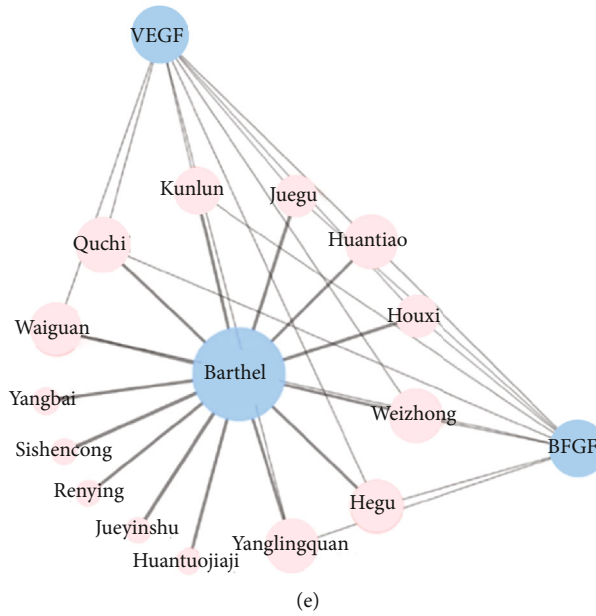 VEGF
Kunlun
Juegu
Quchi
Huantiao
Waiguan
Houxi
Barthel
Yangbai
Weizhong
Sishencong
BFGF
Renying
Hegu
Jueyinshu
Yanglingquan
Huantuojiaji
(e)